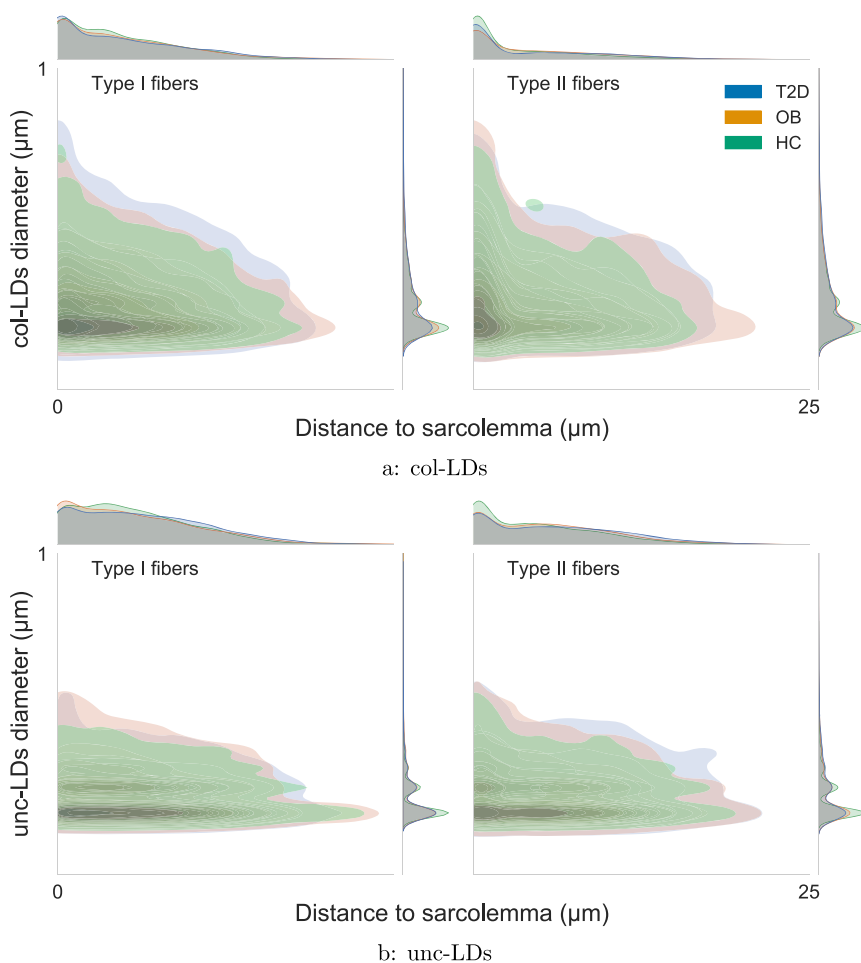 1
Type I fibers
Type II fibers
T2D
OB
HC
col-LDs diameter (µm)
0
25
Distance to sarcolemma (µm)
a: col-LDs
1
Type I fibers
Type II fibers
unc-LDs diameter (µm)
0
25
Distance to sarcolemma (µm)
b: unc-LDs